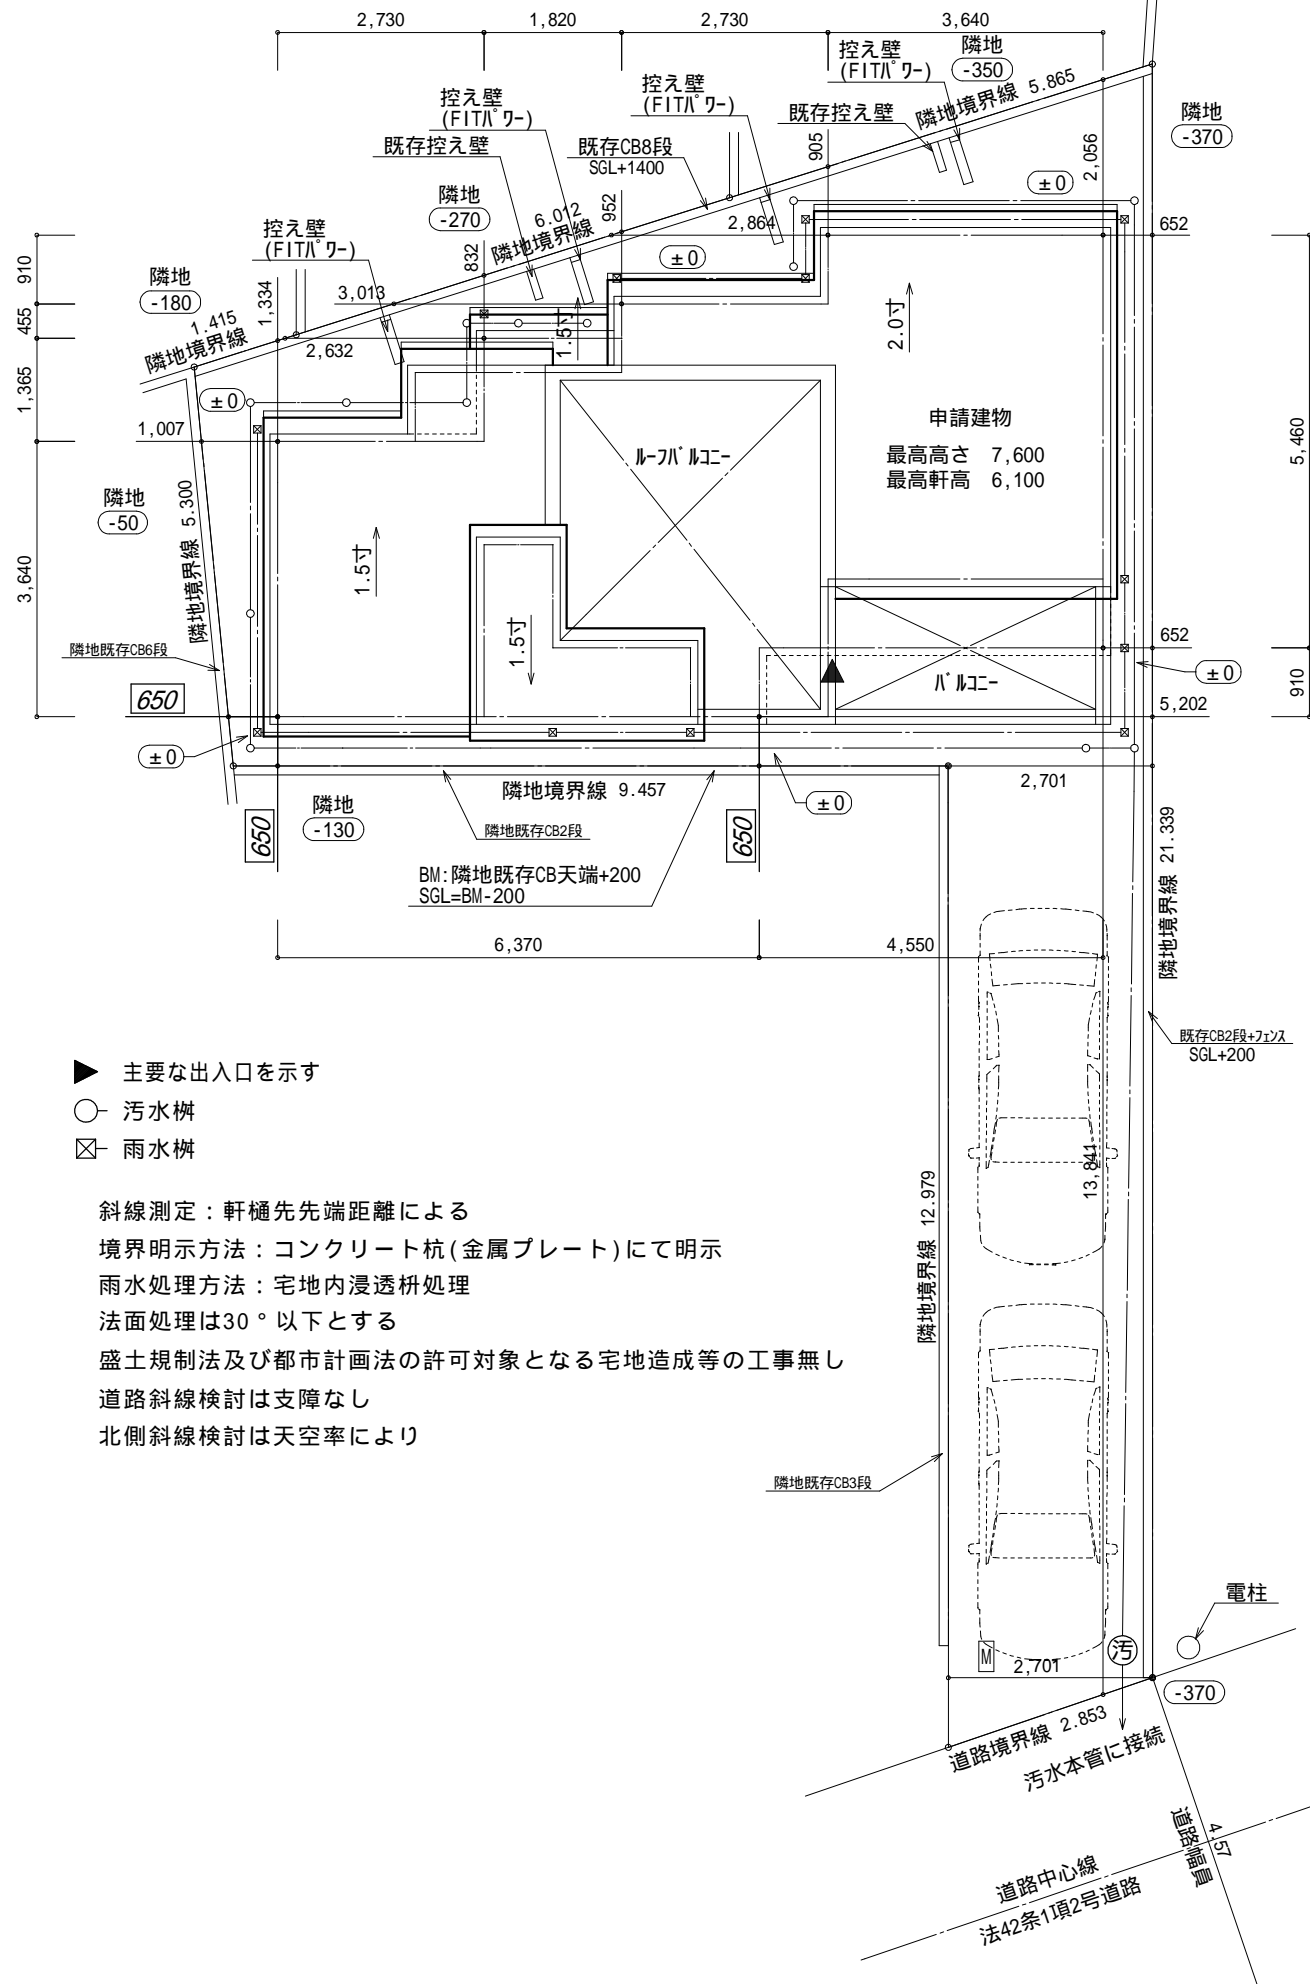 2,730
1,820
2,730
3,640
控え壁
(FITパワー)
隣地
-350
隣地境界線 5.865
隣地
-370
控え壁
(FITパワー)
既存控え壁
905
2,056
控え壁
(FITパワー)
既存控え壁
既存CB8段
SGL+1400
±0
隣地
-270
6.012
隣地境界線
952
2,864
652
控え壁
(FITパワー)
832
±0
910
隣地
-180
1,334
3,013
455
1.415
隣地境界線
2,632
1.5寸
2.0寸
1,365
±0
1,007
申請建物
最高高さ 7,600
最高軒高 6,100
ルーフバルコニー
5,460
隣地
-50
隣地境界線 5.300
1.5寸
3,640
1.5寸
隣地既存CB6段
652
650
±0
バルコニー
910
5,202
±0
隣地境界線 9.457
2,701
隣地
-130
650
隣地既存CB2段
650
±0
BM:隣地既存CB天端+200
SGL=BM-200
隣地境界線 21.339
6,370
4,550
既存CB2段+フェンス
SGL+200
▶ 主要な出入口を示す
汚水桝
雨水桝
13,841
隣地境界線 12.979
斜線測定：軒樋先先端距離による
境界明示方法：コンクリート杭(金属プレート)にて明示
雨水処理方法：宅地内浸透枡処理
法面処理は30°以下とする
盛土規制法及び都市計画法の許可対象となる宅地造成等の工事無し
道路斜線検討は支障なし
北側斜線検討は天空率により
隣地既存CB3段
電柱
M
2,701
汚
-370
道路境界線 2.853
汚水本管に接続
道路幅員
4.57
道路中心線
法42条1項2号道路